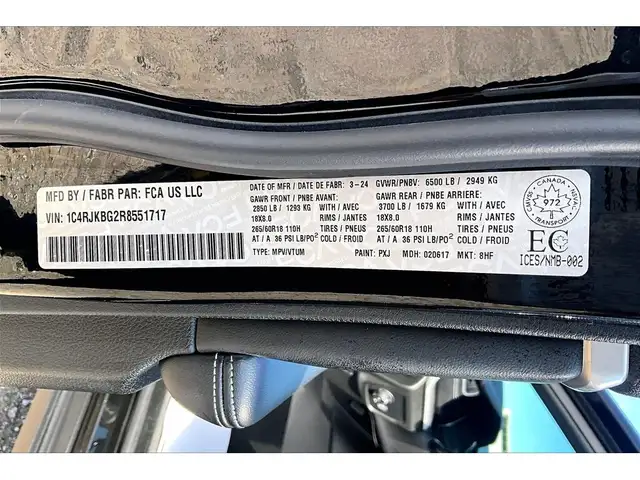 MFD BY / FABR PAR: FCA US LLC
VIN: 1C4RJKBG2R8551717
DATE OF MFR / DATE DE FABR: 3-24 GVWR/PNBV: 6500 LB / 2949 KG
GAWR FRONT / PNBE AVANT: GAWR REAR / PNBE ARRIERE:
2850 LB / 1293 KG WITH / AVEC 3700 LB / 1679 KG WITH / AVEC
18X8.0 RIMS / JANTES 18X8.0 RIMS / JANTES
265/60R18 110H TIRES / PNEUS 265/60R18 110H TIRES / PNEUS
AT / A 36 PSI LB/PO² COLD / FROID AT / A 36 PSI LB/PO² COLD / FROID
TYPE: MPV/VTUM PAINT: PXJ MDH: 020617 MKT: 8HF
CANADA
CMVSS
NSVAC
972
TRANSPORT
EC
ICES/NMB-002